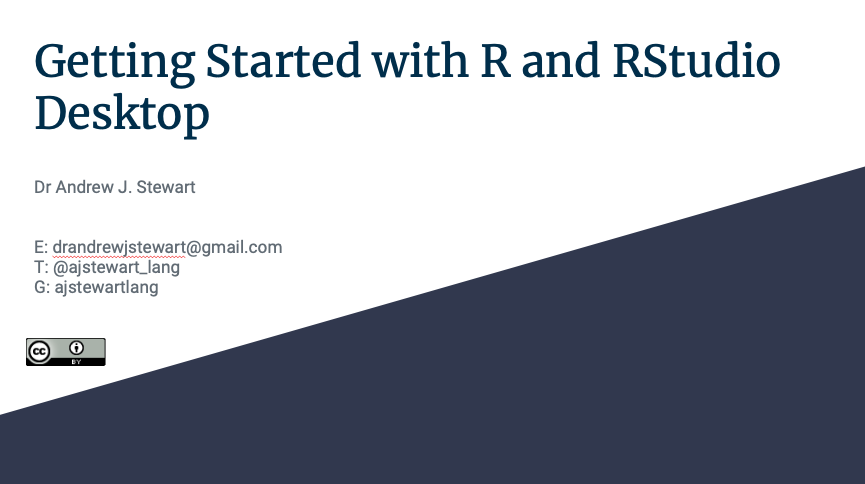 Getting Started with R and RStudio
Desktop
Dr Andrew J. Stewart
E: drandrewjstewart@gmail.com
T: @ajstewart_lang
G: ajstewartlang
cc
BY